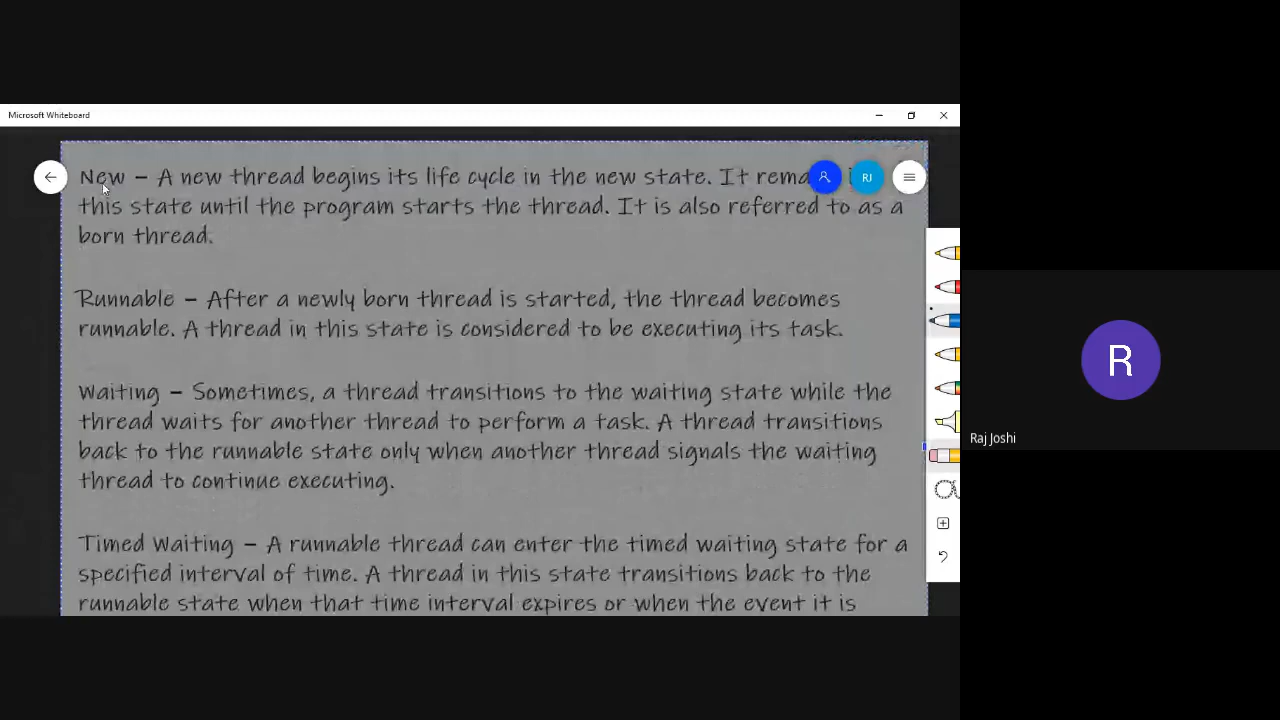 Microsoft Whiteboard
New - A new thread begins its life cycle in the new state. It
this state until the program starts the thread. It is also referred to as a
born thread.
RJ
Runnable - After a newly born thread is started, the thread becomes
runnable. A thread in this state is considered to be executing its task.
Waiting - Sometimes, a thread transitions to the waiting state while the
thread waits for another thread to perform a task. A thread transitions
back to the runnable state only when another thread signals the waiting
thread to continue executing.
Timed Waiting - A runnable thread can enter the timed waiting state for a
specified interval of time. A thread in this state transitions back to the
runnable state when that time interval expires or when the event it is
R
Raj Joshi